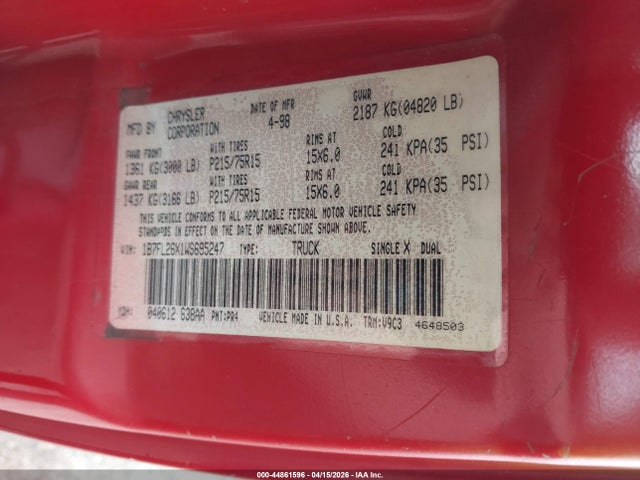 MFD BY CHRYSLER CORPORATION DATE OF MFR 4-98 GVWR 2187 KG(04820 LB)
GAWR FRONT WITH TIRES RIMS AT COLD
1361 KG(3000 LB) P215/75R15 15X6.0 241 KPA(35 PSI)
GAWR REAR WITH TIRES RIMS AT COLD
1437 KG(3166 LB) P215/75R15 15X6.0 241 KPA(35 PSI)
THIS VEHICLE CONFORMS TO ALL APPLICABLE FEDERAL MOTOR VEHICLE SAFETY
STANDARDS IN EFFECT ON THE DATE OF MANUFACTURE SHOWN ABOVE
VIN: 1B7FL26X1WS695247 TYPE: TRUCK SINGLE X DUAL
MDH: 040612 638AA PNT:PR4 VEHICLE MADE IN U.S.A. TRM:V9C3 4648503
000-44861596 - 04/15/2026 - IAA Inc.